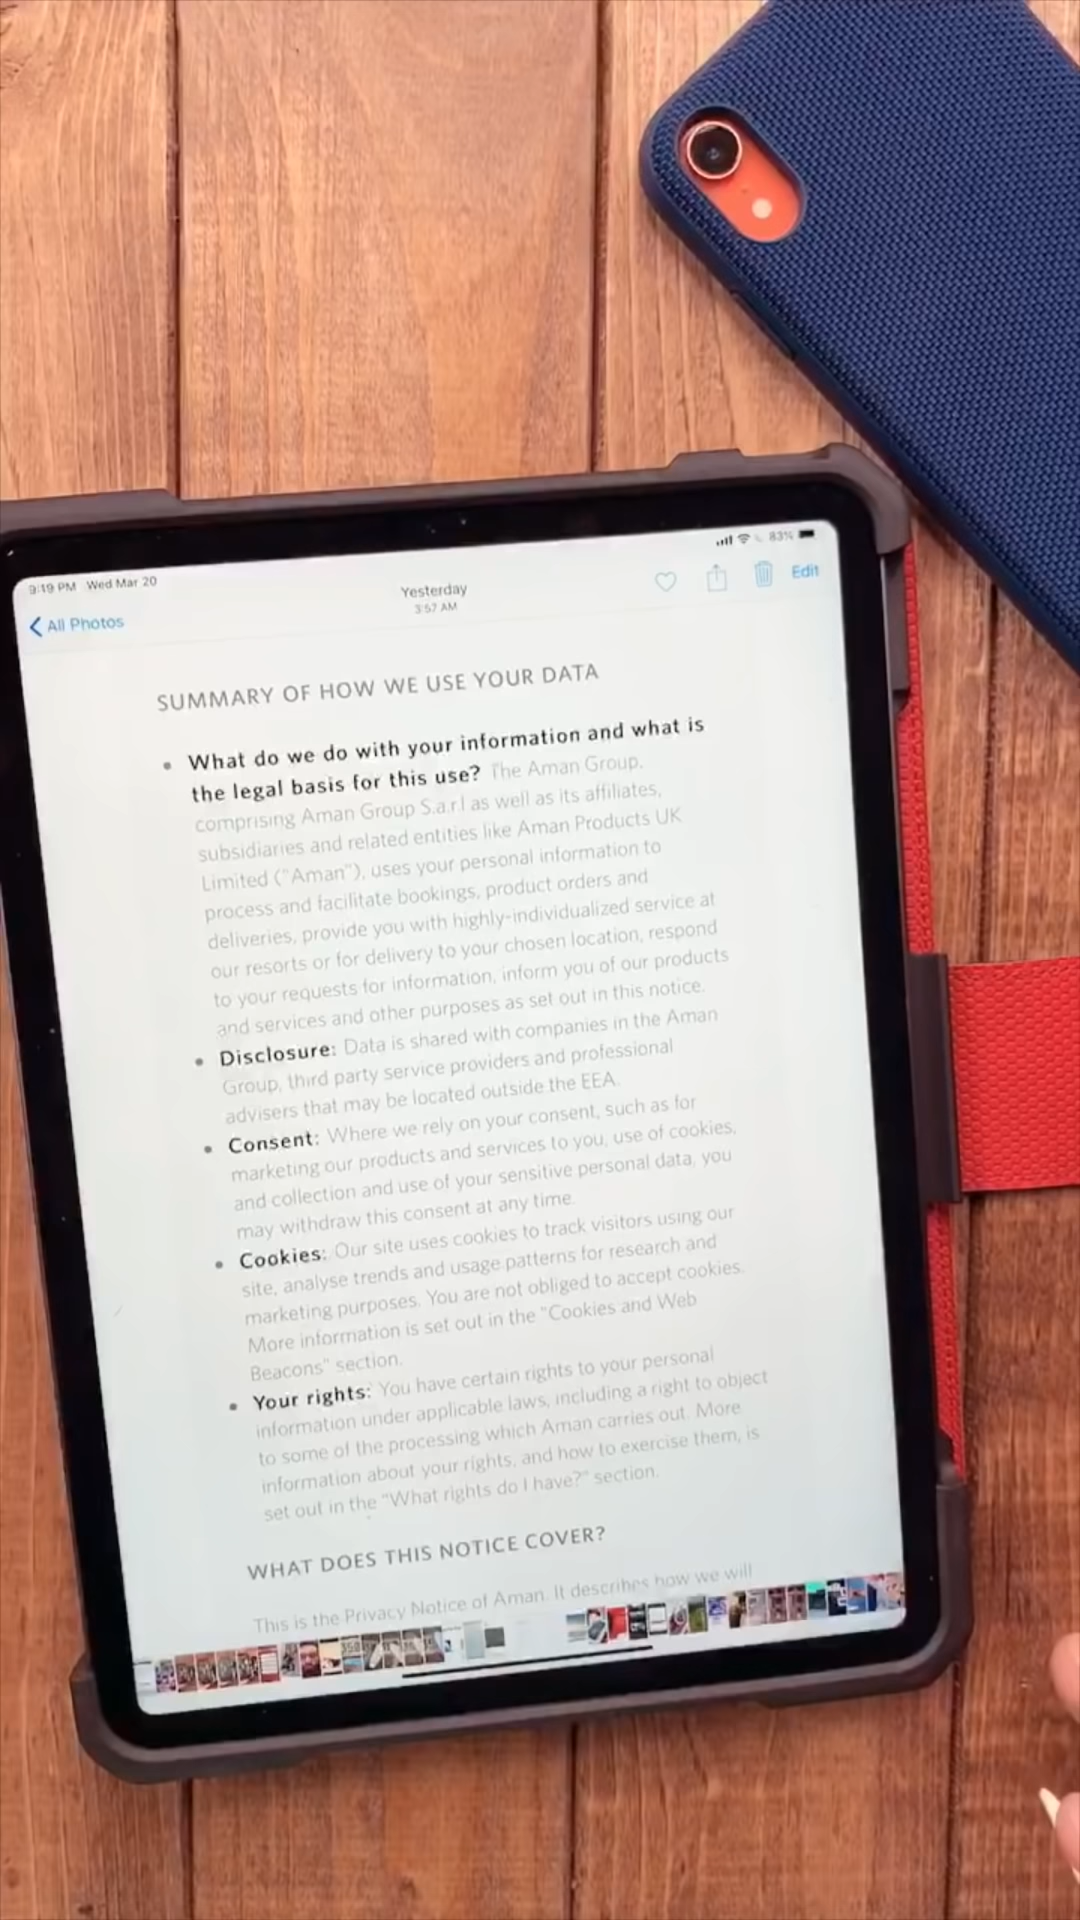 9:19 PM Wed Mar 20
83%
All Photos
Yesterday
3:57 AM
Edit
SUMMARY OF HOW WE USE YOUR DATA
• What do we do with your information and what is
the legal basis for this use? The Aman Group,
comprising Aman Group S.a.r.l as well as its affiliates,
subsidiaries and related entities like Aman Products UK
Limited ("Aman"), uses your personal information to
process and facilitate bookings, product orders and
deliveries, provide you with highly-individualized service at
our resorts or for delivery to your chosen location, respond
to your requests for information, inform you of our products
and services and other purposes as set out in this notice.
• Disclosure: Data is shared with companies in the Aman
Group, third party service providers and professional
advisers that may be located outside the EEA.
• Consent: Where we rely on your consent, such as for
marketing our products and services to you, use of cookies,
and collection and use of your sensitive personal data, you
may withdraw this consent at any time.
• Cookies: Our site uses cookies to track visitors using our
site, analyse trends and usage patterns for research and
marketing purposes. You are not obliged to accept cookies.
More information is set out in the "Cookies and Web
Beacons" section.
• Your rights: You have certain rights to your personal
information under applicable laws, including a right to object
to some of the processing which Aman carries out. More
information about your rights, and how to exercise them, is
set out in the "What rights do I have?" section.
WHAT DOES THIS NOTICE COVER?
This is the Privacy Notice of Aman. It describes how we will